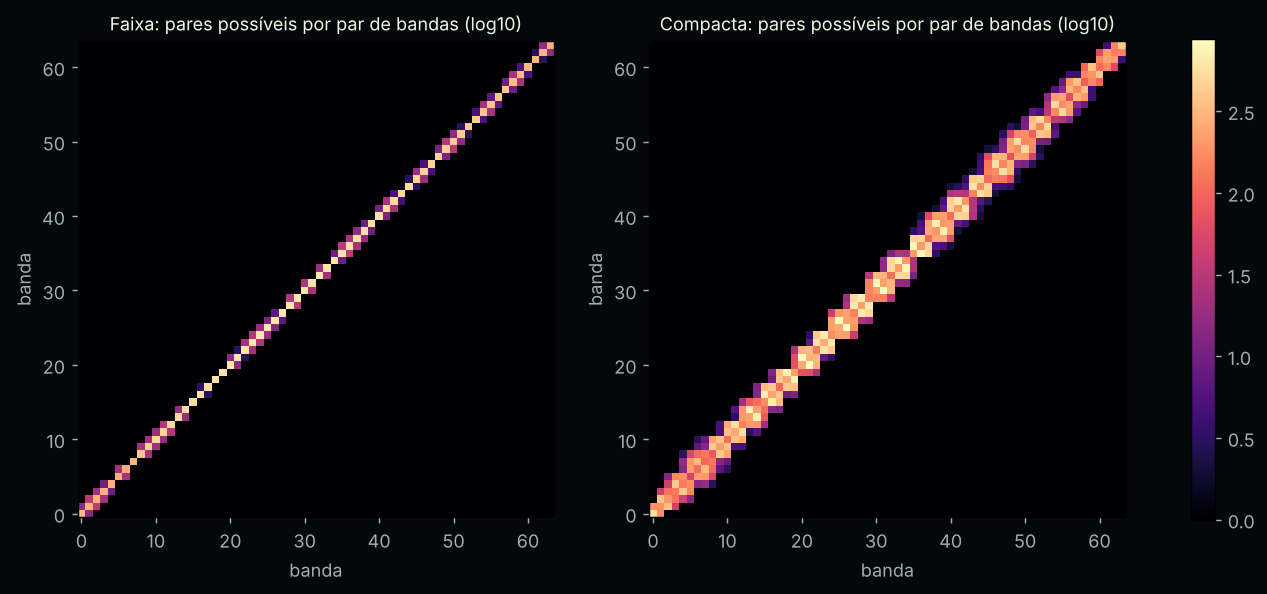 Faixa: pares possíveis por par de bandas (log10)
Compacta: pares possíveis por par de bandas (log10)
banda
60
50
40
30
20
10
0
0 10 20 30 40 50 60
banda
banda
60
50
40
30
20
10
0
0 10 20 30 40 50 60
banda
2.5
2.0
1.5
1.0
0.5
0.0